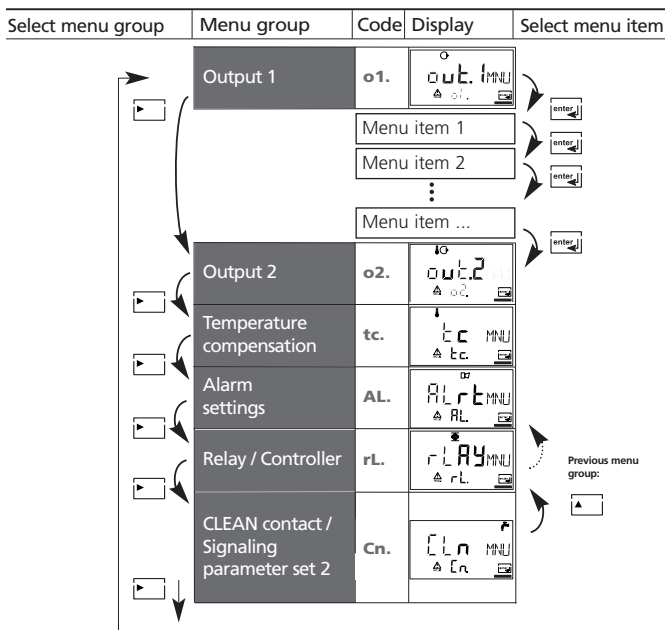 Select menu group Menu group Code Display Select menu item
Output 1 o1. out.1 MNU
o1.
enter
Menu item 1
enter
Menu item 2
enter
Menu item ...
enter
Output 2 o2. out.2
o2.
Temperature
compensation
tc. tc MNU
tc.
Alarm
settings
AL. ALrt MNU
AL.
Relay / Controller rL. rLAY MNU
rL.
Previous menu
group:
CLEAN contact /
Signaling
parameter set 2
Cn. CLn MNU
Cn.